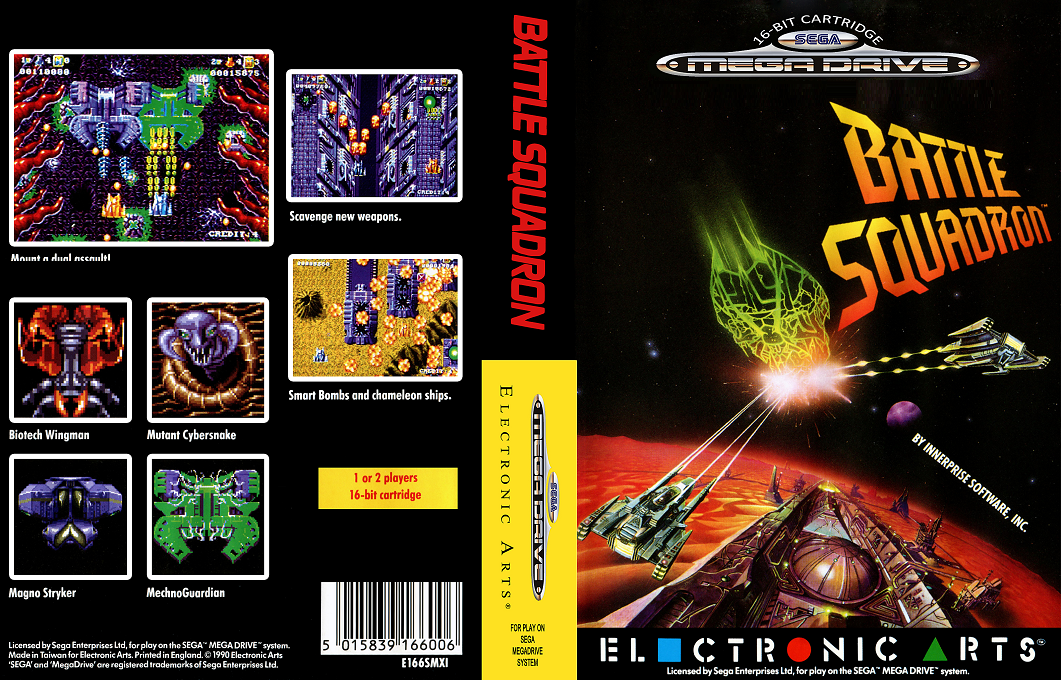 Mount a dual assault!
CREDIT:4
Scavenge new weapons.
Smart Bombs and chameleon ships.
Biotech Wingman
Mutant Cybersnake
Magno Stryker
MechnoGuardian
1 or 2 players
16-bit cartridge
5 015839 166006
E166SMXI
Licensed by Sega Enterprises Ltd, for play on the SEGA™ MEGA DRIVE™ system.
Made in Taiwan for Electronic Arts. Printed in England. © 1990 Electronic Arts
'SEGA' and 'MegaDrive' are registered trademarks of Sega Enterprises Ltd.
BATTLE SQUADRON
SEGA
MEGA DRIVE
ELECTRONIC ARTS®
FOR PLAY ON
SEGA
MEGADRIVE
SYSTEM
16-BIT CARTRIDGE
SEGA
MEGA DRIVE
BATTLE
SQUADRON™
BY INNERPRISE SOFTWARE, INC.
ELECTRONIC ARTS™
Licensed by Sega Enterprises Ltd, for play on the SEGA™ MEGA DRIVE™ system.